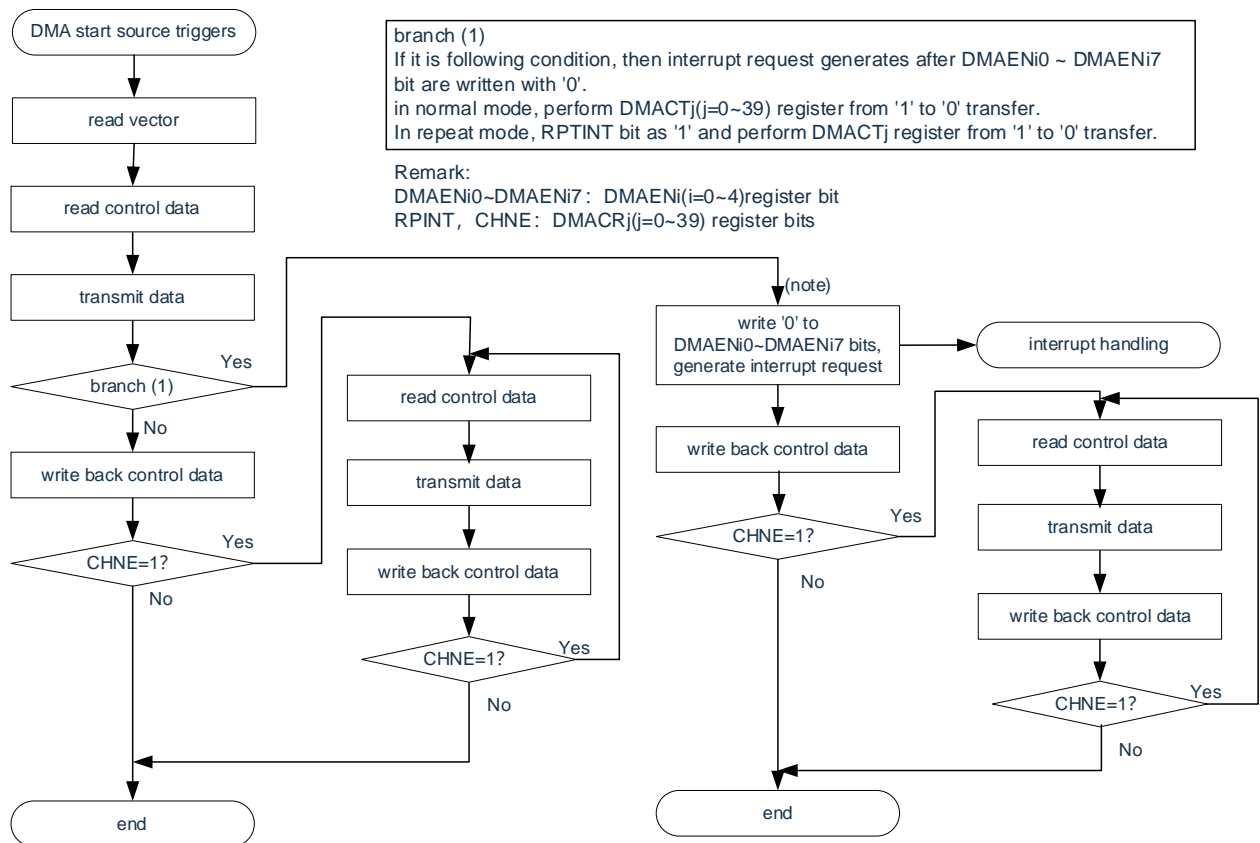 DMA start source triggers
read vector
read control data
transmit data
branch (1)
Yes
No
write back control data
CHNE=1?
Yes
No
end
branch (1)
If it is following condition, then interrupt request generates after DMAENi0 ~ DMAENi7
bit are written with '0'.
in normal mode, perform DMACTj(j=0~39) register from '1' to '0' transfer.
In repeat mode, RPTINT bit as '1' and perform DMACTj register from '1' to '0' transfer.
Remark:
DMAENi0~DMAENi7：DMAENi(i=0~4)register bit
RPINT，CHNE：DMACRj(j=0~39) register bits
read control data
transmit data
write back control data
CHNE=1?
Yes
No
(note)
write '0' to
DMAENi0~DMAENi7 bits,
generate interrupt request
interrupt handling
write back control data
CHNE=1?
Yes
No
end
read control data
transmit data
write back control data
CHNE=1?
Yes
No